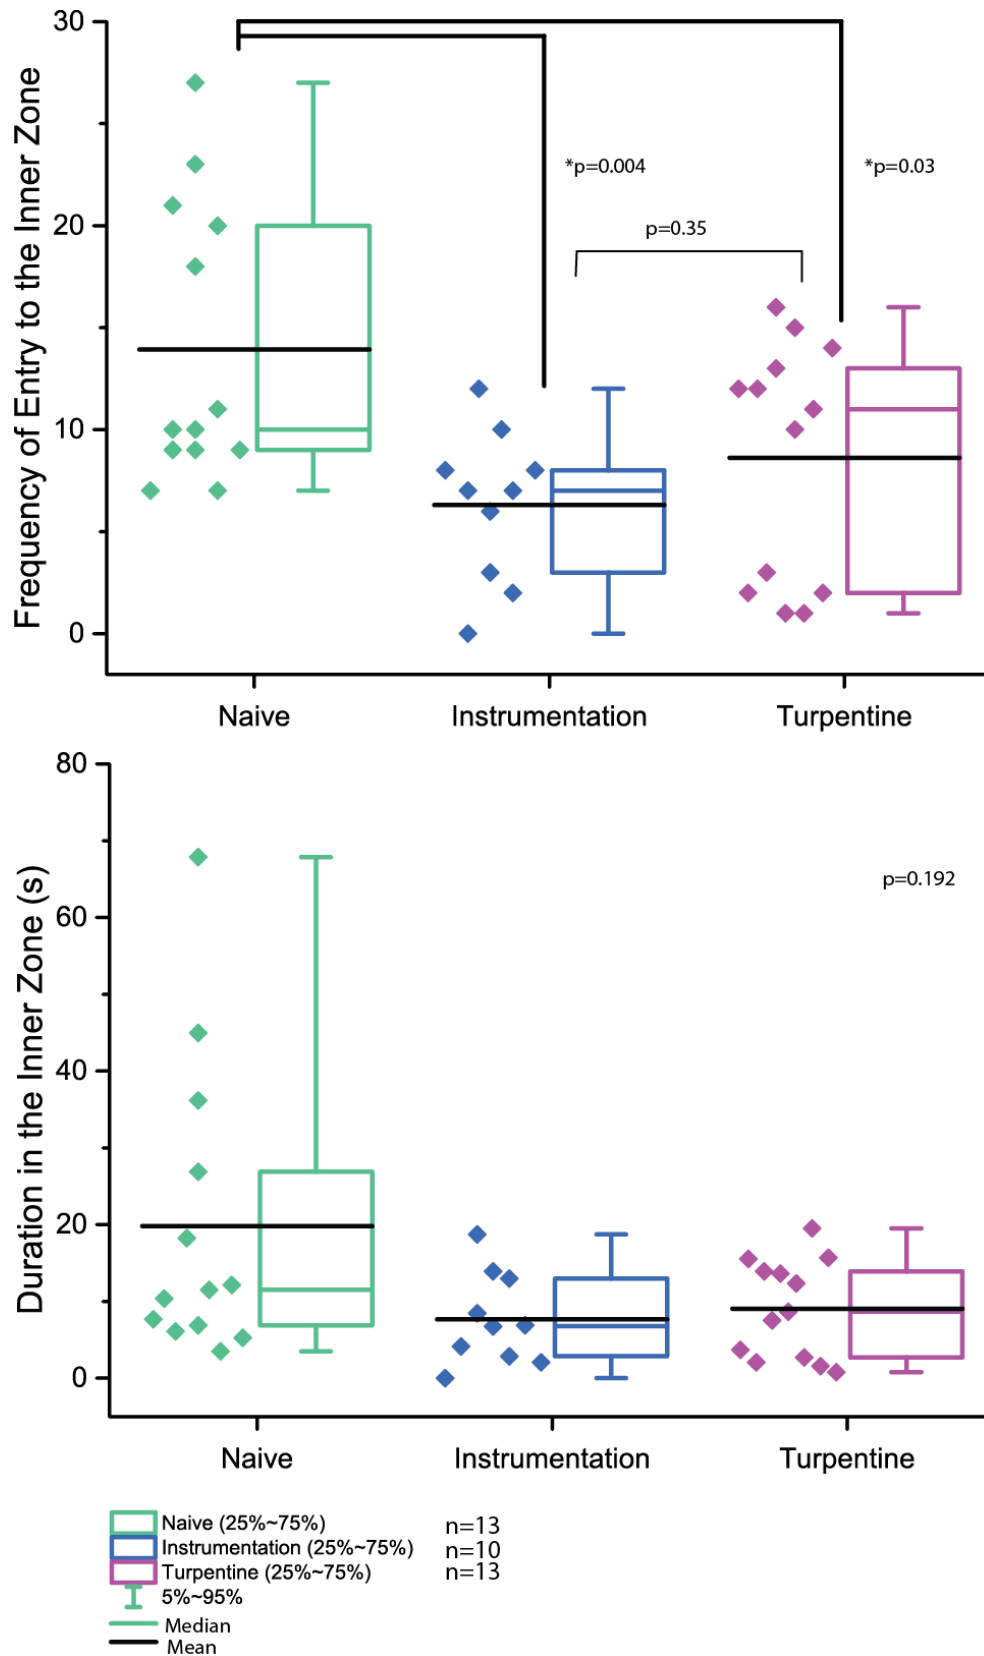 Frequency of Entry to the Inner Zone
30
20
10
0
*p=0.004
*p=0.03
p=0.35
Naive
Instrumentation
Turpentine
Duration in the Inner Zone (s)
80
60
40
20
0
p=0.192
Naive
Instrumentation
Turpentine
Naive (25%~75%) n=13
Instrumentation (25%~75%) n=10
Turpentine (25%~75%) n=13
5%~95%
Median
Mean